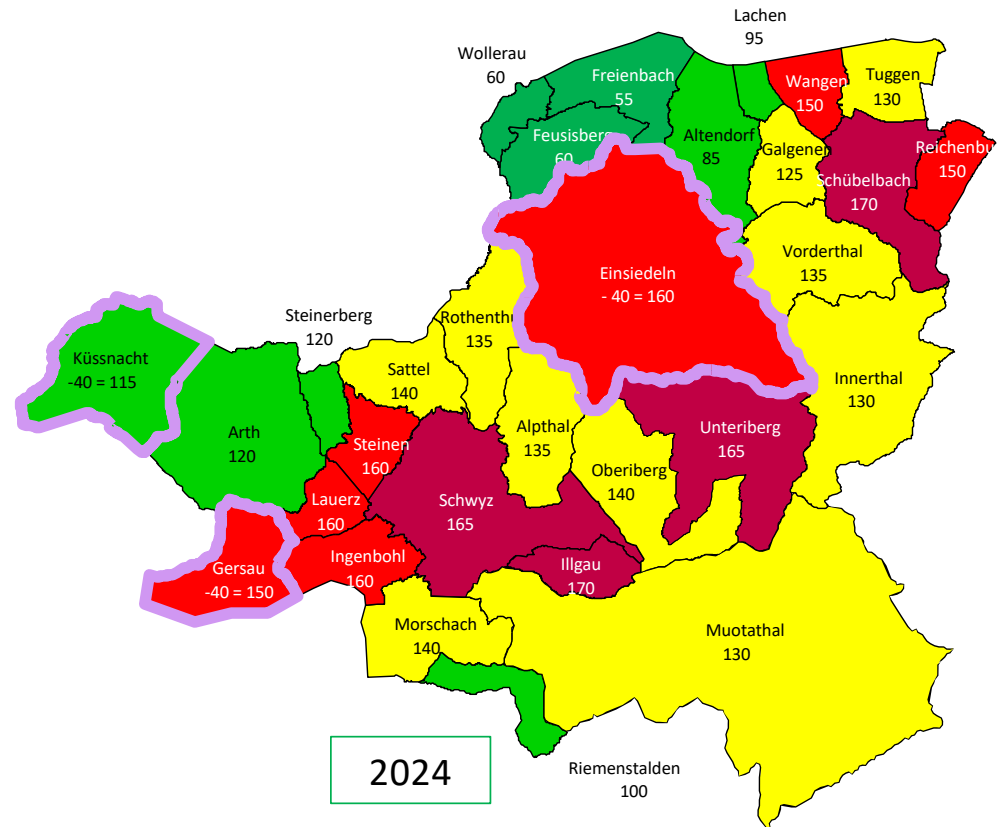 Lachen
95
Wollerau
60
Freienbach
55
Wangen
150
Tuggen
130
Feusisberg
60
Altendorf
85
Galgenen
125
Reichenbu
150
Schübelbach
170
Vorderthal
135
Einsiedeln
- 40 = 160
Steinerberg
120
Rothenthu
135
Küssnacht
-40 = 115
Sattel
140
Innerthal
130
Arth
120
Steinen
160
Alpthal
135
Unteriberg
165
Oberiberg
140
Lauerz
160
Schwyz
165
Ingenbohl
160
Gersau
-40 = 150
Illgau
170
Morschach
140
Muotathal
130
2024
Riemenstalden
100